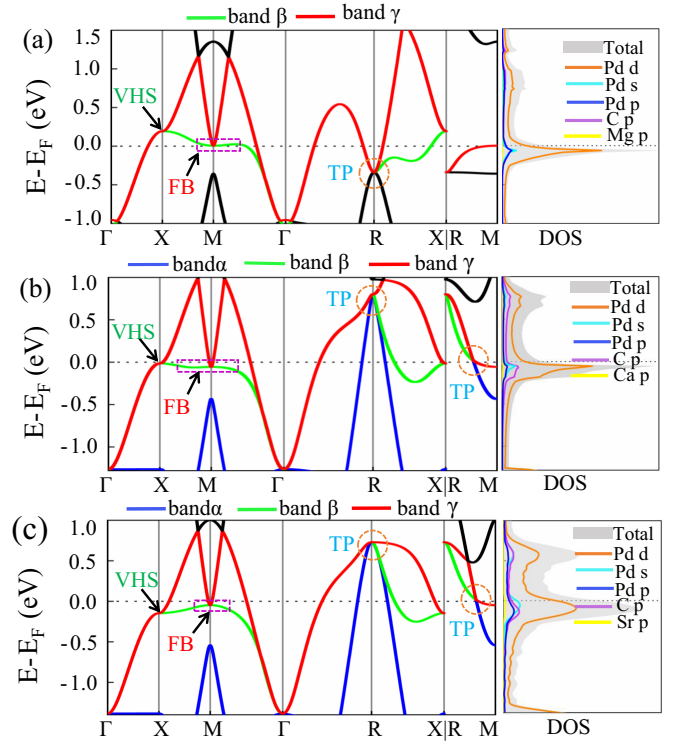 band β band γ
(a)
1.5
1.0
0.5
0.0
-0.5
-1.0
E-E_F (eV)
VHS
FB
TP
Γ X M Γ R X|R M
Total
Pd d
Pd s
Pd p
C p
Mg p
DOS
bandα band β band γ
(b)
1.0
0.5
0.0
-0.5
-1.0
E-E_F (eV)
VHS
FB
TP
TP
Γ X M Γ R X|R M
Total
Pd d
Pd s
Pd p
C p
Ca p
DOS
bandα band β band γ
(c)
1.0
0.5
0.0
-0.5
-1.0
E-E_F (eV)
VHS
FB
TP
TP
Γ X M Γ R X|R M
Total
Pd d
Pd s
Pd p
C p
Sr p
DOS